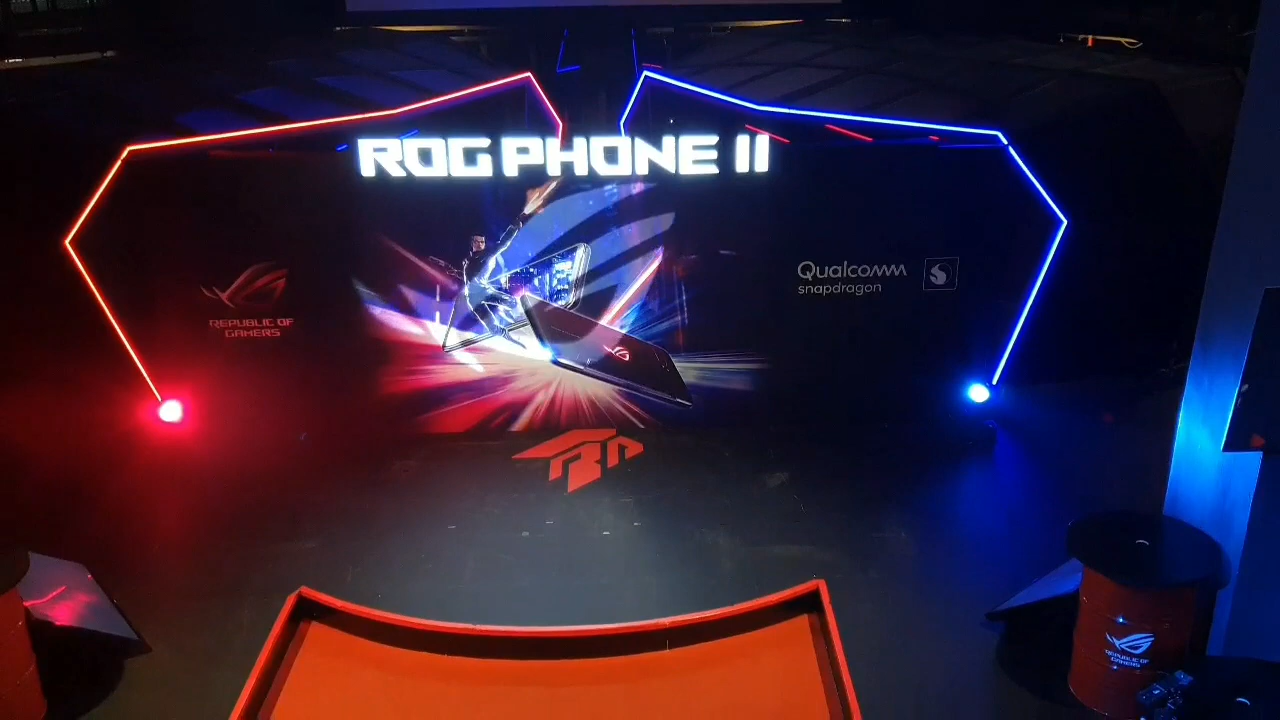 ROG PHONE II
REPUBLIC OF
GAMERS
Qualcomm
snapdragon
REPUBLIC OF
GAMERS